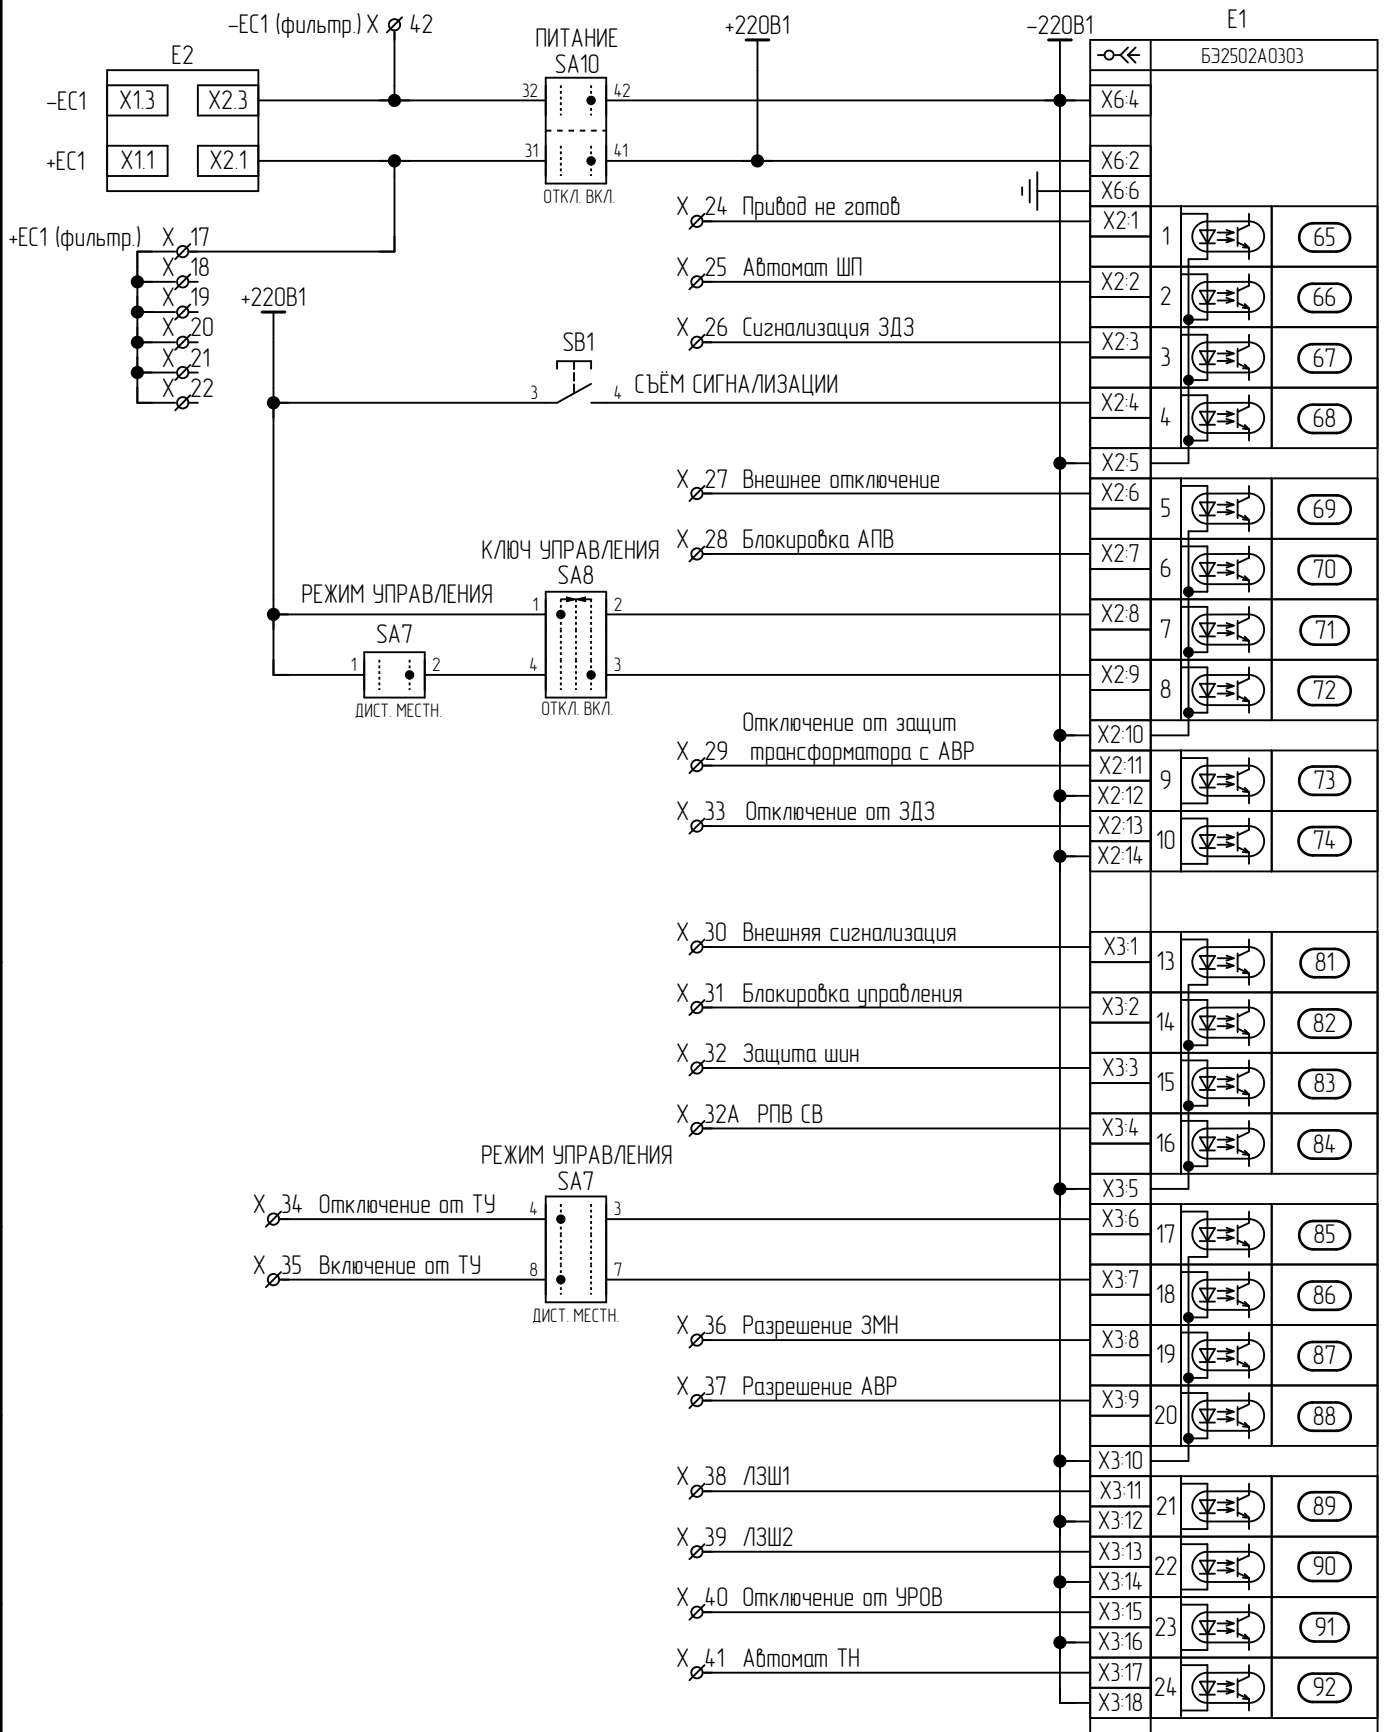 -ЕС1 (фильтр.) X 42
+220В1
-220В1
E1
E2
ПИТАНИЕ
SA10
БЭ2502А0303
-ЕС1
X1.3
X2.3
32
42
X6:4
+ЕС1
X1.1
X2.1
31
41
X6:2
ОТКЛ. ВКЛ.
X6:6
X 24 Привод не готов
X2:1
1
65
+ЕС1 (фильтр.)
X 17
X 18
X 19
X 20
X 21
X 22
X 25 Автомат ШП
X2:2
2
66
+220В1
X 26 Сигнализация ЗДЗ
X2:3
3
67
SB1
3
4
СЪЁМ СИГНАЛИЗАЦИИ
X2:4
4
68
X2:5
X 27 Внешнее отключение
X2:6
5
69
X 28 Блокировка АПВ
X2:7
6
70
КЛЮЧ УПРАВЛЕНИЯ
SA8
РЕЖИМ УПРАВЛЕНИЯ
1
2
X2:8
7
71
SA7
1
2
4
3
X2:9
8
72
ДИСТ. МЕСТН.
ОТКЛ. ВКЛ.
X2:10
Отключение от защит
X 29 трансформатора с АВР
X2:11
9
73
X2:12
X 33 Отключение от ЗДЗ
X2:13
10
74
X2:14
X 30 Внешняя сигнализация
X3:1
13
81
X 31 Блокировка управления
X3:2
14
82
X 32 Защита шин
X3:3
15
83
X 32А РПВ СВ
X3:4
16
84
X3:5
РЕЖИМ УПРАВЛЕНИЯ
SA7
X 34 Отключение от ТУ
4
3
X3:6
17
85
X 35 Включение от ТУ
8
7
X3:7
18
86
ДИСТ. МЕСТН.
X 36 Разрешение ЗМН
X3:8
19
87
X 37 Разрешение АВР
X3:9
20
88
X3:10
X 38 ЛЗШ1
X3:11
21
89
X3:12
X 39 ЛЗШ2
X3:13
22
90
X3:14
X 40 Отключение от УРОВ
X3:15
23
91
X3:16
X 41 Автомат ТН
X3:17
24
92
X3:18